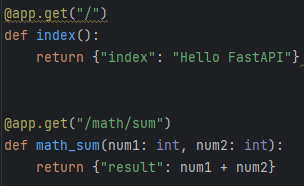 @app.get("/")
def index():
    return {"index": "Hello FastAPI"}
@app.get("/math/sum")
def math_sum(num1: int, num2: int):
    return {"result": num1 + num2}